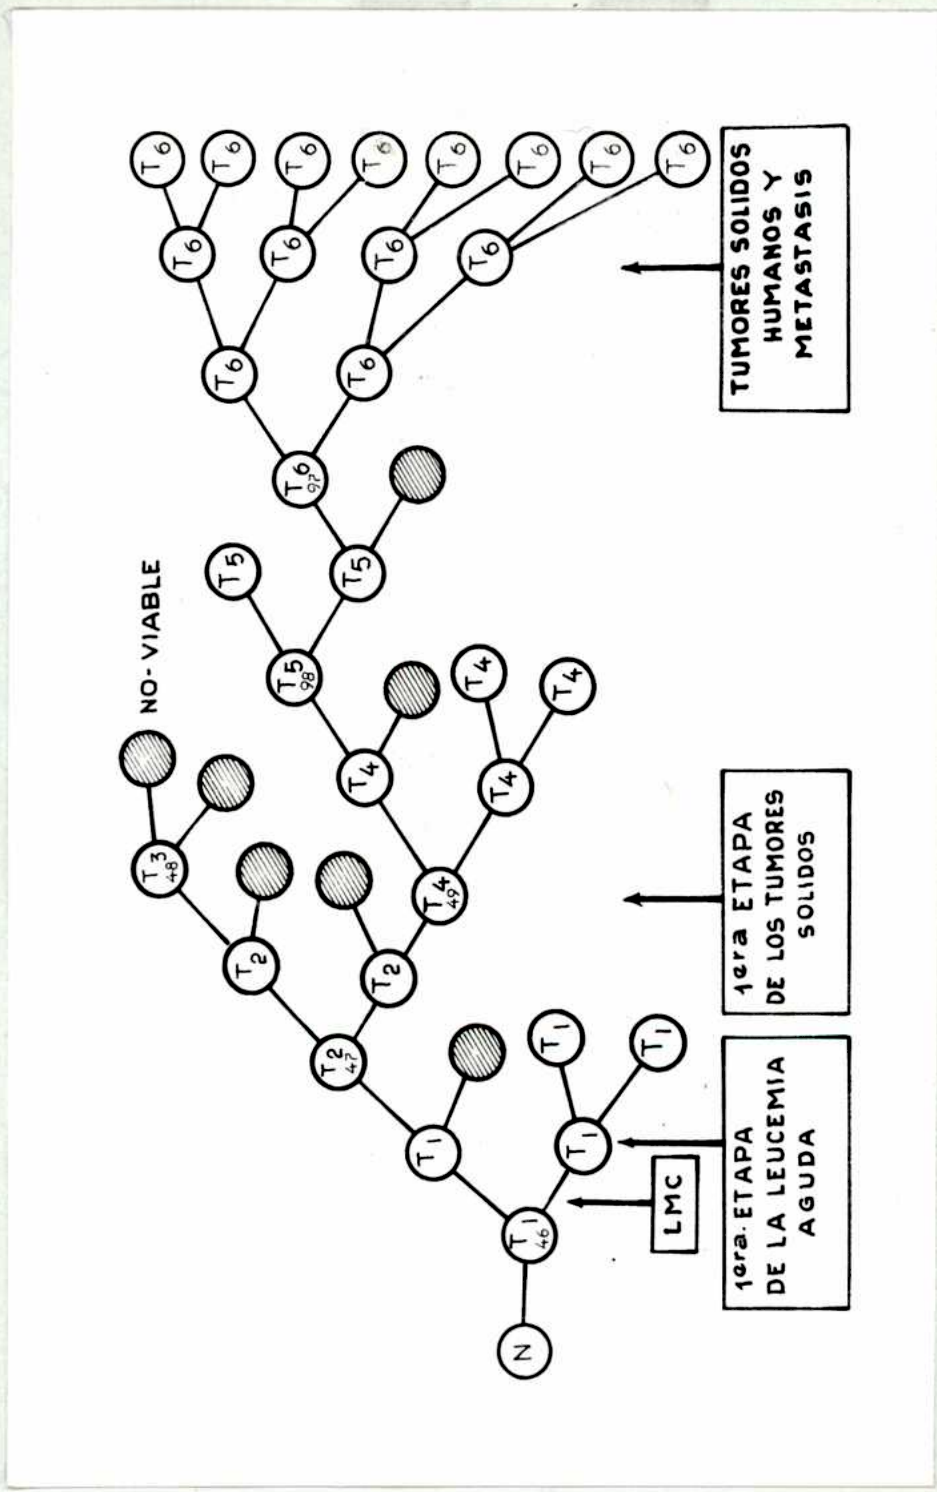 NO-VIABLE
T6
T3
48
T6
T6
T2
T5
T6
T5
98
T6
97
T6
T6
T2
47
T4
T5
T6
T6
T6
T2
T1
T4
49
T6
T4
T6
T4
T6
N
T1
46
T1
T4
T1
T6
T1
T6
LMC
1era. ETAPA
DE LA LEUCEMIA
AGUDA
1era ETAPA
DE LOS TUMORES
SOLIDOS
TUMORES SOLIDOS
HUMANOS Y
METASTASIS